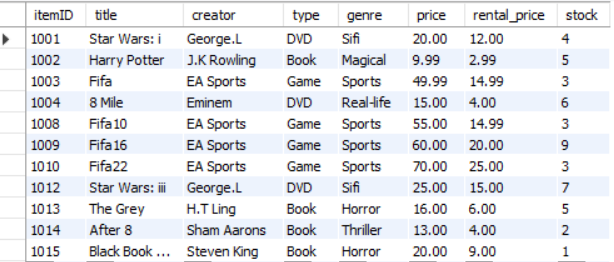 itemID title creator type genre price rental_price stock
1001 Star Wars: i George.L DVD Sifi 20.00 12.00 4
1002 Harry Potter J.K Rowling Book Magical 9.99 2.99 5
1003 Fifa EA Sports Game Sports 49.99 14.99 3
1004 8 Mile Eminem DVD Real-life 15.00 4.00 6
1008 Fifa10 EA Sports Game Sports 55.00 14.99 3
1009 Fifa16 EA Sports Game Sports 60.00 20.00 9
1010 Fifa22 EA Sports Game Sports 70.00 25.00 3
1012 Star Wars: iii George.L DVD Sifi 25.00 15.00 7
1013 The Grey H.T Ling Book Horror 16.00 6.00 5
1014 After 8 Sham Aarons Book Thriller 13.00 4.00 2
1015 Black Book ... Steven King Book Horror 20.00 9.00 1